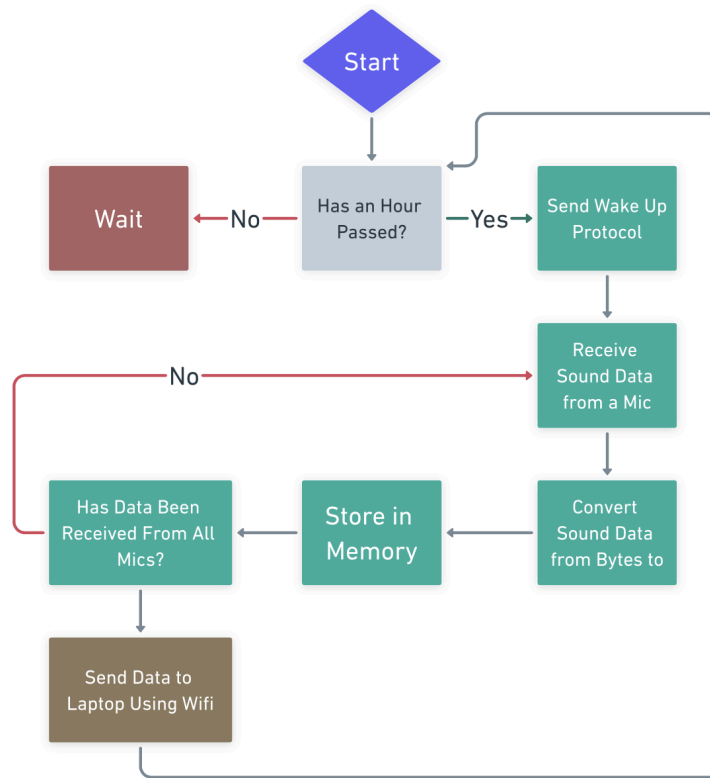 Start
Wait
No
Has an Hour
Passed?
Yes
Send Wake Up
Protocol
No
Receive
Sound Data
from a Mic
Has Data Been
Received From All
Mics?
Store in
Memory
Convert
Sound Data
from Bytes to
Send Data to
Laptop Using Wifi